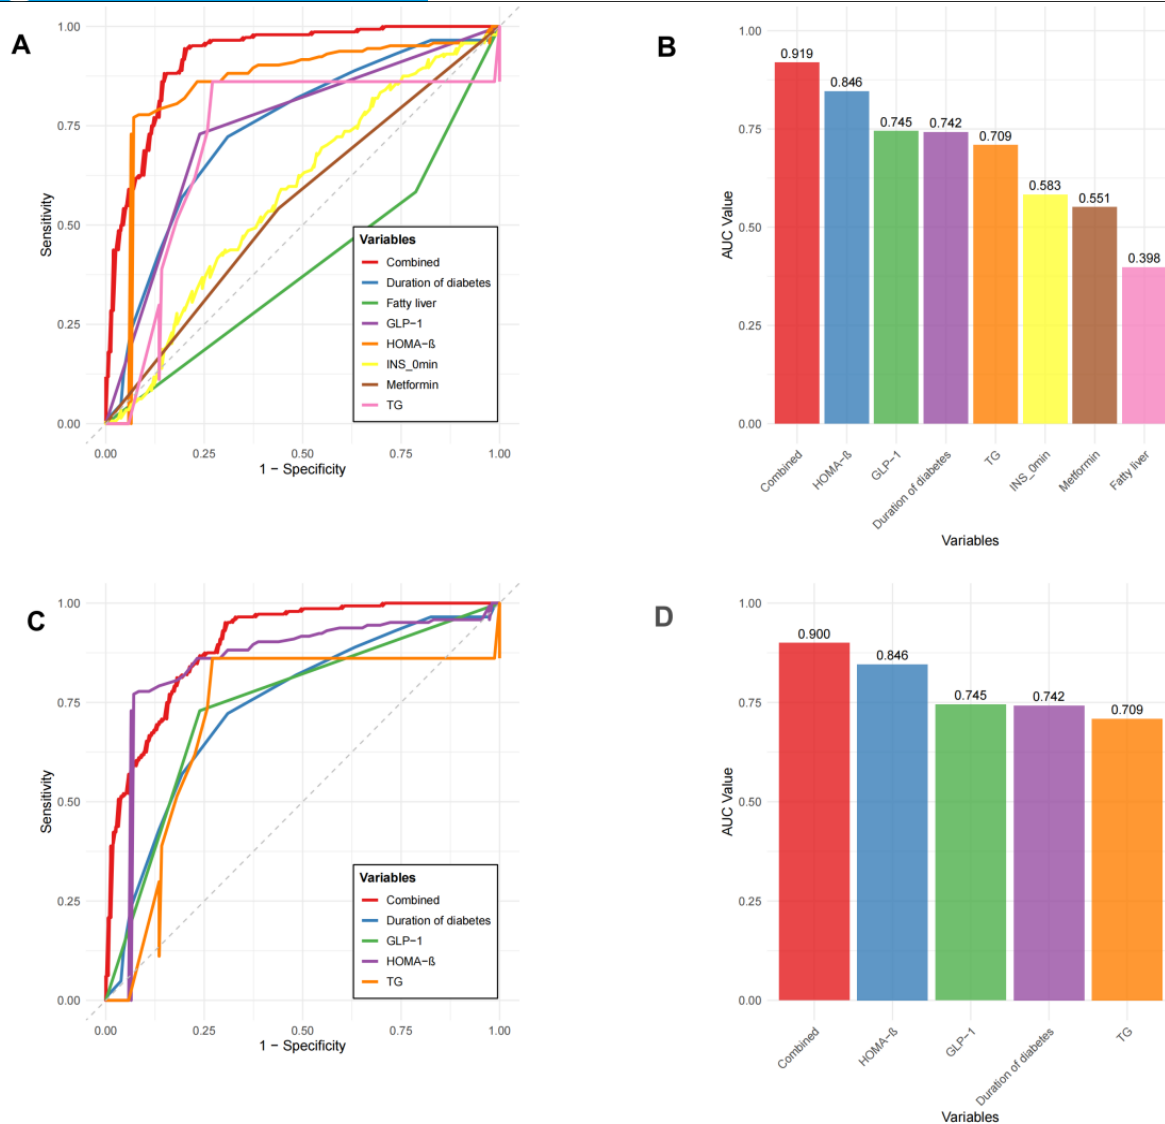 A
1.00
0.75
0.50
0.25
0.00
Sensitivity
0.00 0.25 0.50 0.75 1.00
1 − Specificity
Variables
Combined
Duration of diabetes
Fatty liver
GLP−1
HOMA−ß
INS_0min
Metformin
TG
B
1.00
0.75
0.50
0.25
0.00
AUC Value
0.919
0.846
0.745
0.742
0.709
0.583
0.551
0.398
Combined
HOMA−ß
GLP−1
Duration of diabetes
TG
INS_0min
Metformin
Fatty liver
Variables
C
1.00
0.75
0.50
0.25
0.00
Sensitivity
0.00 0.25 0.50 0.75 1.00
1 − Specificity
Variables
Combined
Duration of diabetes
GLP−1
HOMA−ß
TG
D
1.00
0.75
0.50
0.25
0.00
AUC Value
0.900
0.846
0.745
0.742
0.709
Combined
HOMA−ß
GLP−1
Duration of diabetes
TG
Variables